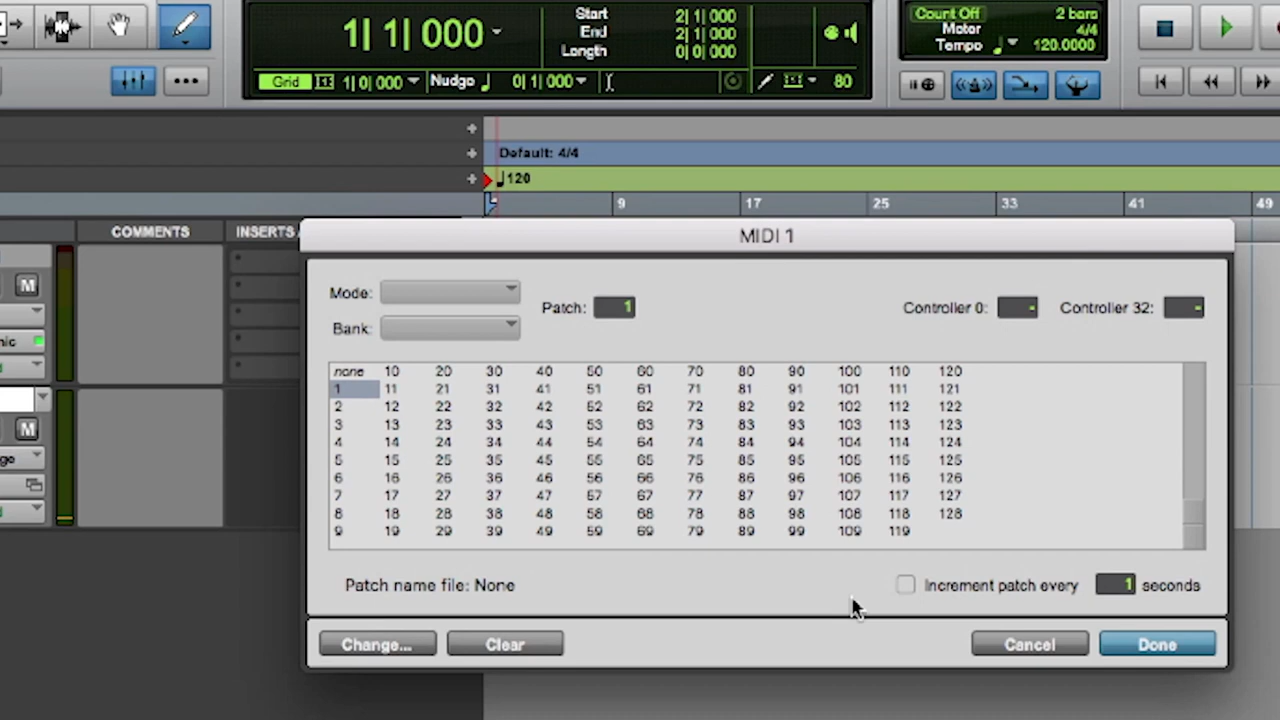 1| 1| 000
Start 2| 1| 000
End 2| 1| 000
Length 0| 0| 000
Grid 1| 0| 000 Nudge 0| 1| 000 80
Count Off 2 bars
Meter 4/4
Tempo 120.0000
Default: 4/4
120
9 17 25 33 41 49
COMMENTS INSERTS
M
M
MIDI 1
Mode:
Bank:
Patch: 1
Controller 0: -
Controller 32: -
none 10 20 30 40 50 60 70 80 90 100 110 120
1 11 21 31 41 51 61 71 81 91 101 111 121
2 12 22 32 42 52 62 72 82 92 102 112 122
3 13 23 33 43 53 63 73 83 93 103 113 123
4 14 24 34 44 54 64 74 84 94 104 114 124
5 15 25 35 45 55 65 75 85 95 105 115 125
6 16 26 36 46 56 66 76 86 96 106 116 126
7 17 27 37 47 57 67 77 87 97 107 117 127
8 18 28 38 48 58 68 78 88 98 108 118 128
9 19 29 39 49 59 69 79 89 99 109 119
Patch name file: None
Increment patch every 1 seconds
Change... Clear Cancel Done